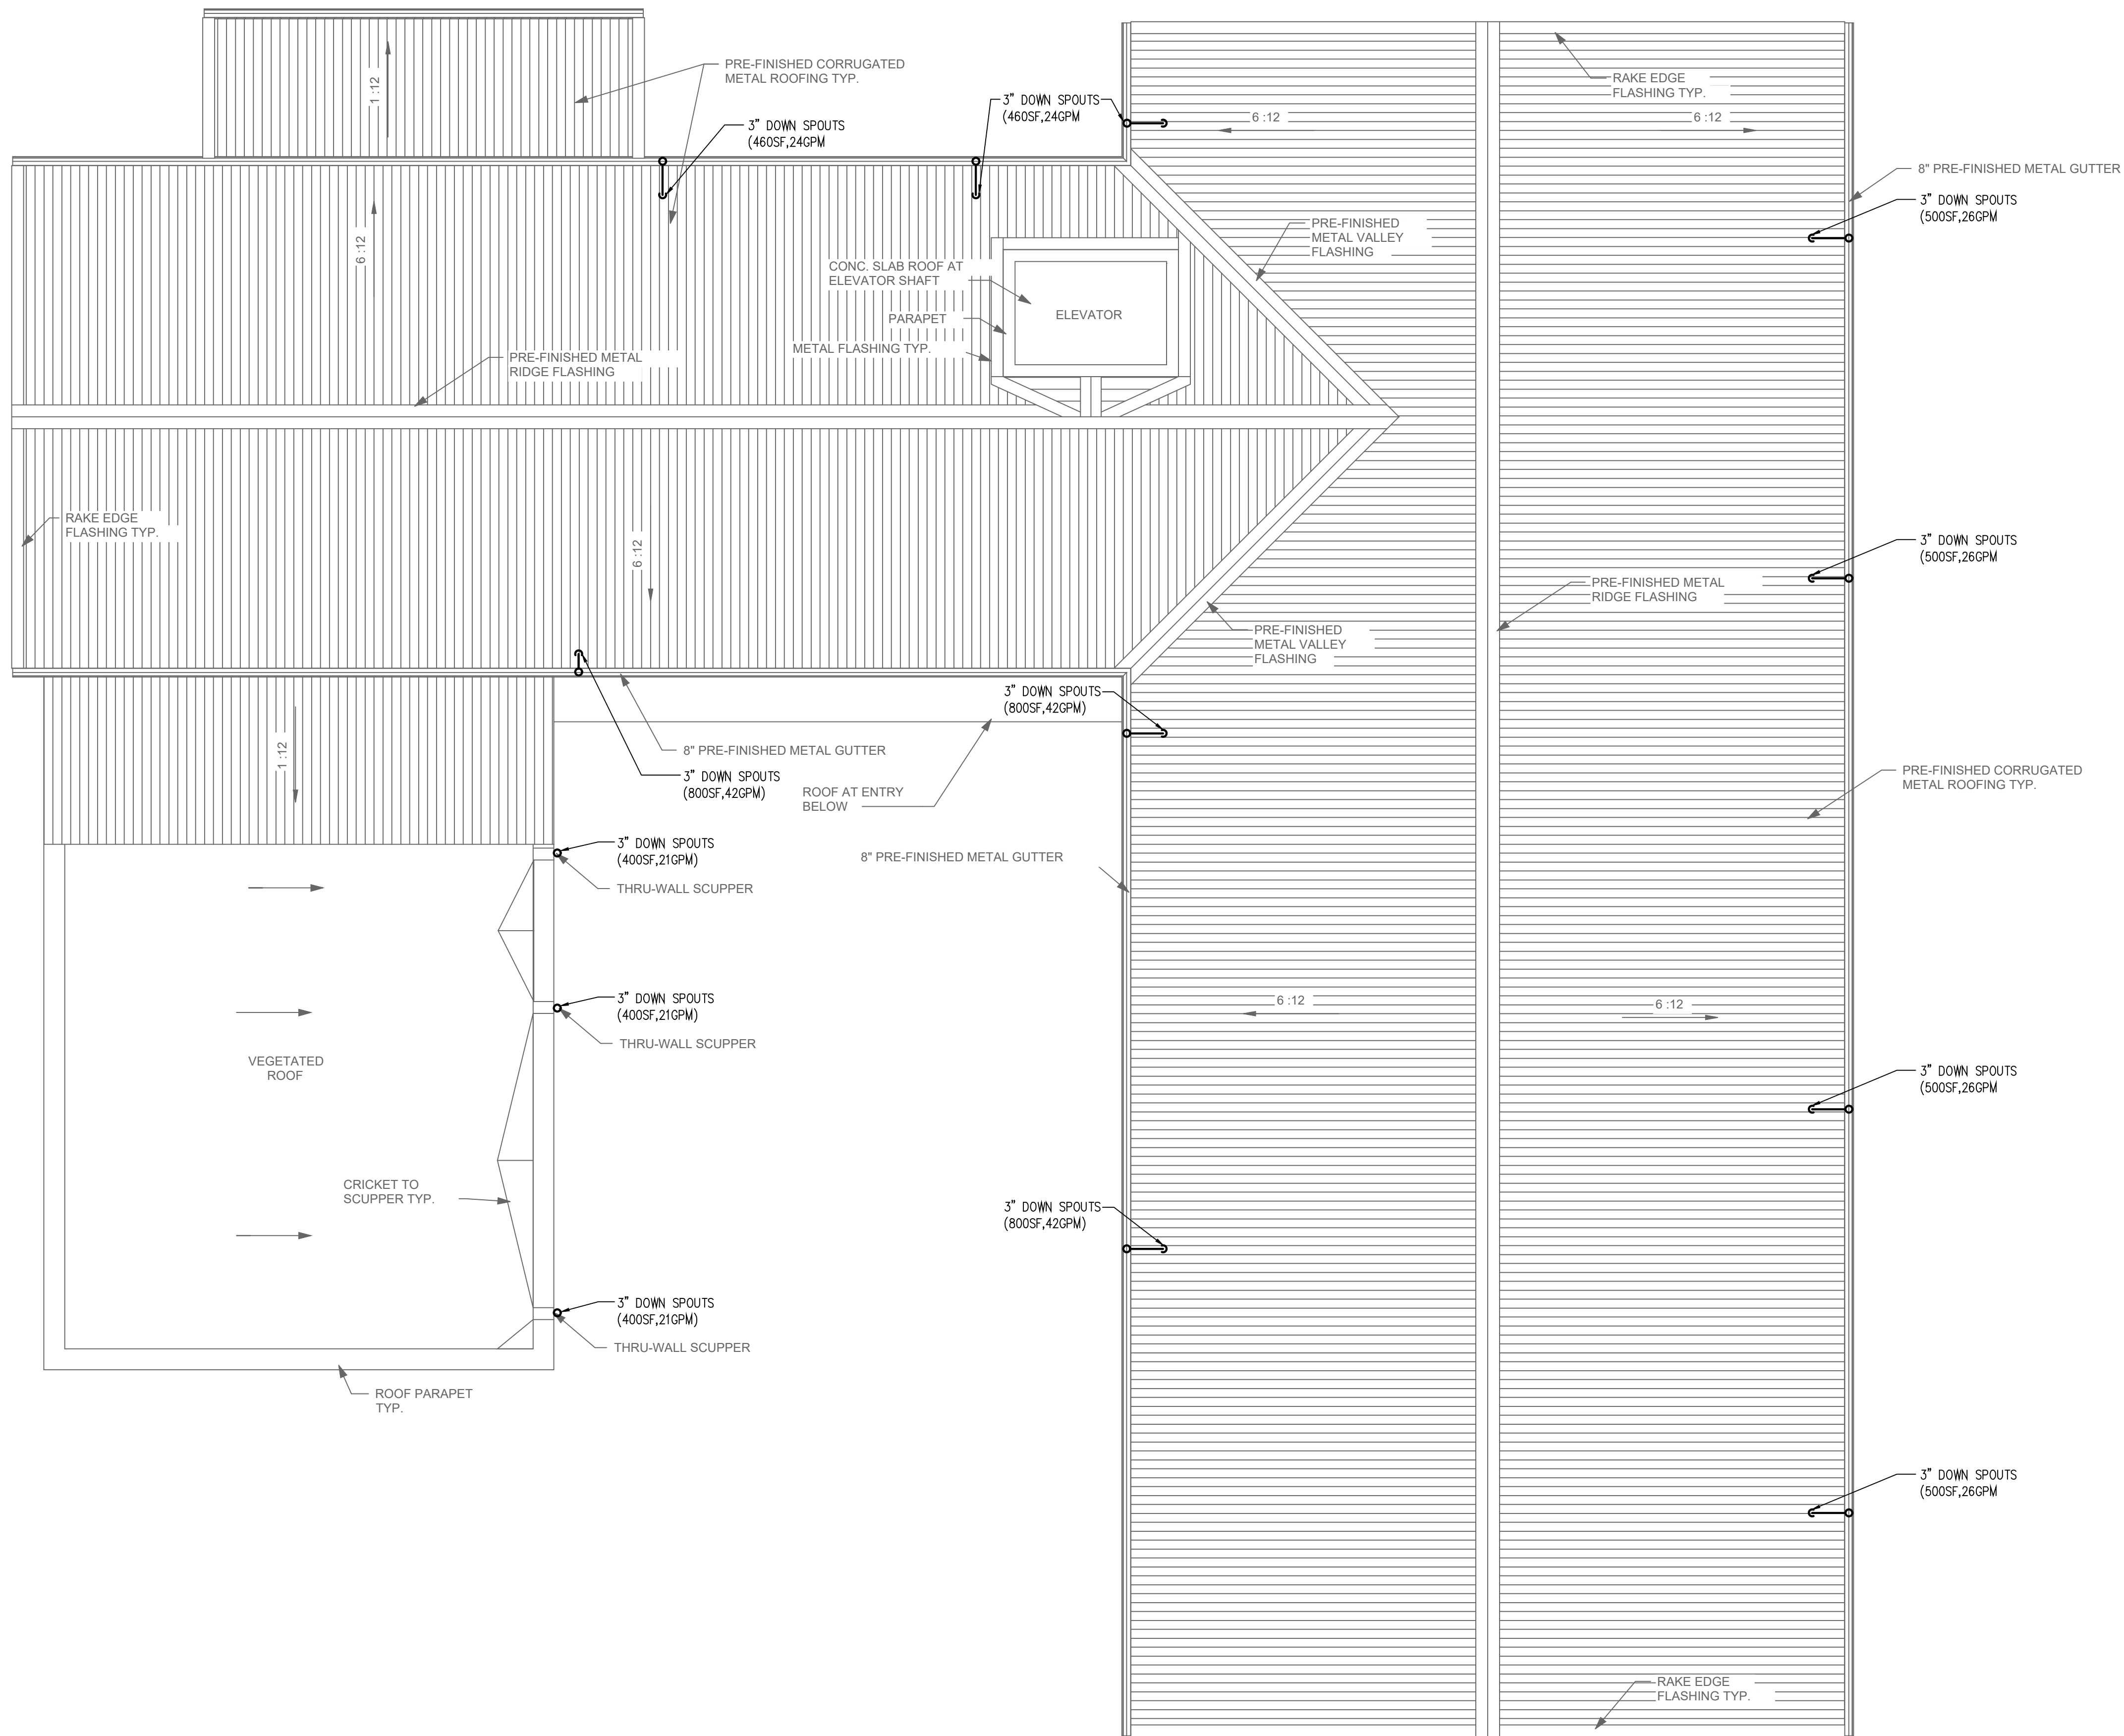 PRE-FINISHED CORRUGATED
METAL ROOFING TYP.
1 :12
3" DOWN SPOUTS
(460SF,24GPM
3" DOWN SPOUTS
(460SF,24GPM
RAKE EDGE
FLASHING TYP.
6 :12
6 :12
8" PRE-FINISHED METAL GUTTER
3" DOWN SPOUTS
(500SF,26GPM
6 :12
PRE-FINISHED
METAL VALLEY
FLASHING
CONC. SLAB ROOF AT
ELEVATOR SHAFT
PARAPET
ELEVATOR
METAL FLASHING TYP.
PRE-FINISHED METAL
RIDGE FLASHING
RAKE EDGE
FLASHING TYP.
6 :12
3" DOWN SPOUTS
(500SF,26GPM
PRE-FINISHED METAL
RIDGE FLASHING
PRE-FINISHED
METAL VALLEY
FLASHING
3" DOWN SPOUTS
(800SF,42GPM)
1 :12
8" PRE-FINISHED METAL GUTTER
3" DOWN SPOUTS
(800SF,42GPM)
ROOF AT ENTRY
BELOW
PRE-FINISHED CORRUGATED
METAL ROOFING TYP.
3" DOWN SPOUTS
(400SF,21GPM)
THRU-WALL SCUPPER
8" PRE-FINISHED METAL GUTTER
3" DOWN SPOUTS
(400SF,21GPM)
THRU-WALL SCUPPER
6 :12
6 :12
VEGETATED
ROOF
3" DOWN SPOUTS
(500SF,26GPM
CRICKET TO
SCUPPER TYP.
3" DOWN SPOUTS
(800SF,42GPM)
3" DOWN SPOUTS
(400SF,21GPM)
THRU-WALL SCUPPER
ROOF PARAPET
TYP.
3" DOWN SPOUTS
(500SF,26GPM
RAKE EDGE
FLASHING TYP.